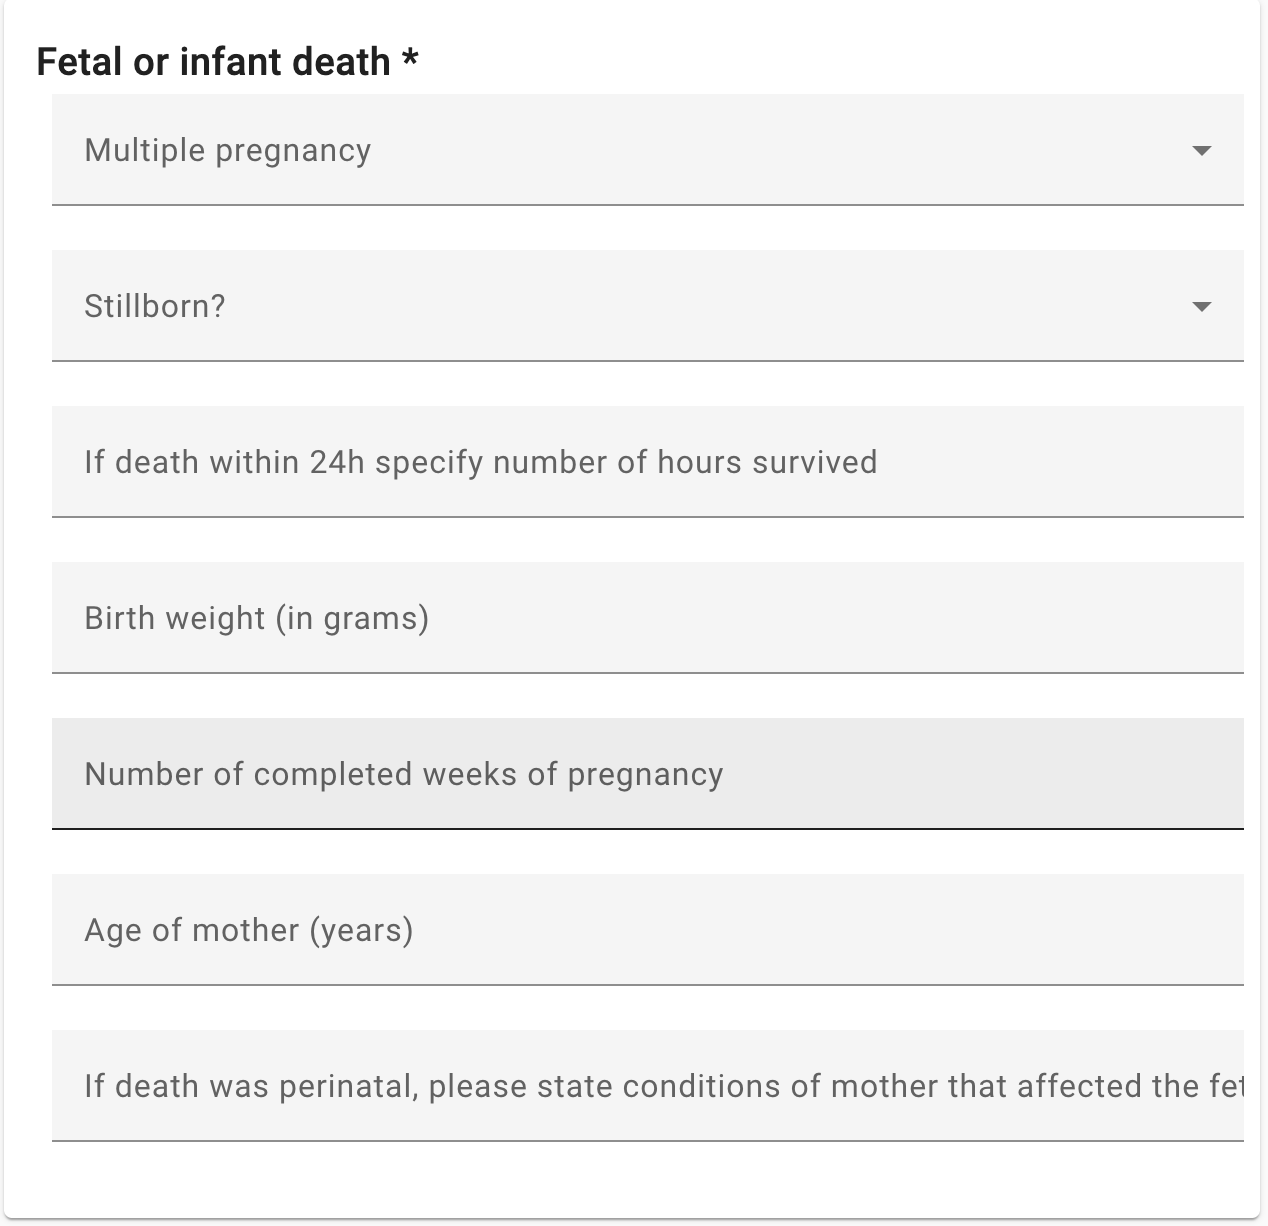 Fetal or infant death *
Multiple pregnancy
Stillborn?
If death within 24h specify number of hours survived
Birth weight (in grams)
Number of completed weeks of pregnancy
Age of mother (years)
If death was perinatal, please state conditions of mother that affected the fet